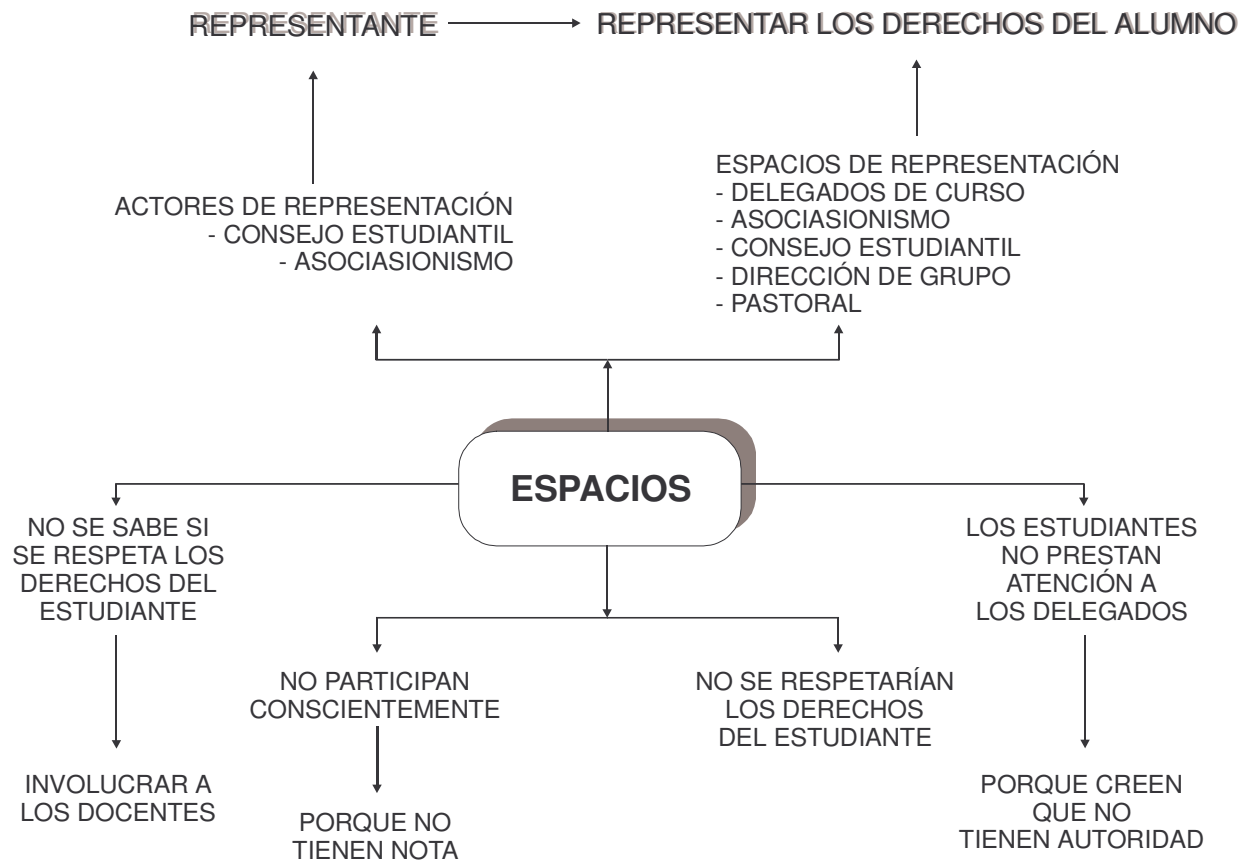 REPRESENTANTE
REPRESENTAR LOS DERECHOS DEL ALUMNO
ACTORES DE REPRESENTACIÓN
- CONSEJO ESTUDIANTIL
- ASOCIASIONISMO
ESPACIOS DE REPRESENTACIÓN
- DELEGADOS DE CURSO
- ASOCIASIONISMO
- CONSEJO ESTUDIANTIL
- DIRECCIÓN DE GRUPO
- PASTORAL
ESPACIOS
NO SE SABE SI
SE RESPETA LOS
DERECHOS DEL
ESTUDIANTE
INVOLUCRAR A
LOS DOCENTES
NO PARTICIPAN
CONSCIENTEMENTE
PORQUE NO
TIENEN NOTA
NO SE RESPETARÍAN
LOS DERECHOS
DEL ESTUDIANTE
LOS ESTUDIANTES
NO PRESTAN
ATENCIÓN A
LOS DELEGADOS
PORQUE CREEN
QUE NO
TIENEN AUTORIDAD